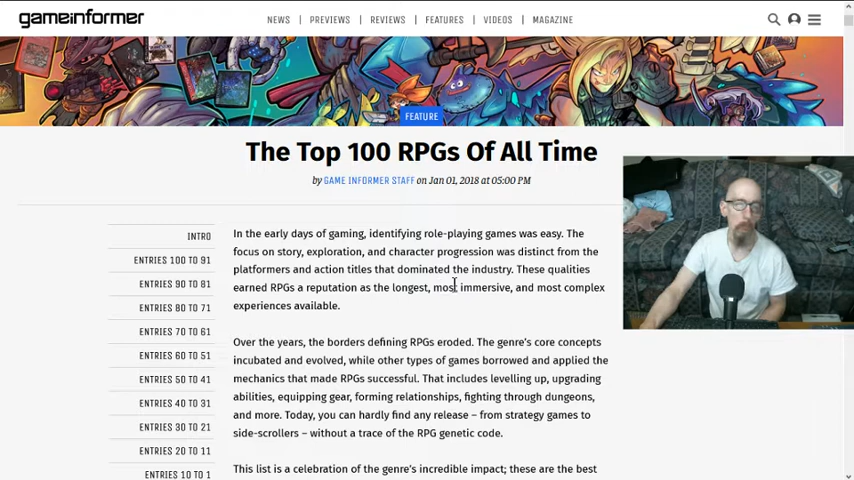 gameinformer
NEWS | PREVIEWS | REVIEWS | FEATURES | VIDEOS | MAGAZINE
FEATURE
The Top 100 RPGs Of All Time
by GAME INFORMER STAFF on Jan 01, 2018 at 05:00 PM
INTRO
ENTRIES 100 TO 91
ENTRIES 90 TO 81
ENTRIES 80 TO 71
ENTRIES 70 TO 61
ENTRIES 60 TO 51
ENTRIES 50 TO 41
ENTRIES 40 TO 31
ENTRIES 30 TO 21
ENTRIES 20 TO 11
ENTRIES 10 TO 1
In the early days of gaming, identifying role-playing games was easy. The
focus on story, exploration, and character progression was distinct from the
platformers and action titles that dominated the industry. These qualities
earned RPGs a reputation as the longest, most immersive, and most complex
experiences available.
Over the years, the borders defining RPGs eroded. The genre's core concepts
incubated and evolved, while other types of games borrowed and applied the
mechanics that made RPGs successful. That includes levelling up, upgrading
abilities, equipping gear, forming relationships, fighting through dungeons,
and more. Today, you can hardly find any release – from strategy games to
side-scrollers – without a trace of the RPG genetic code.
This list is a celebration of the genre's incredible impact; these are the best